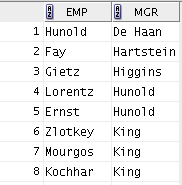 EMP MGR
1 Hunold De Haan
2 Fay Hartstein
3 Gietz Higgins
4 Lorentz Hunold
5 Ernst Hunold
6 Zlotkey King
7 Mourgos King
8 Kochhar King